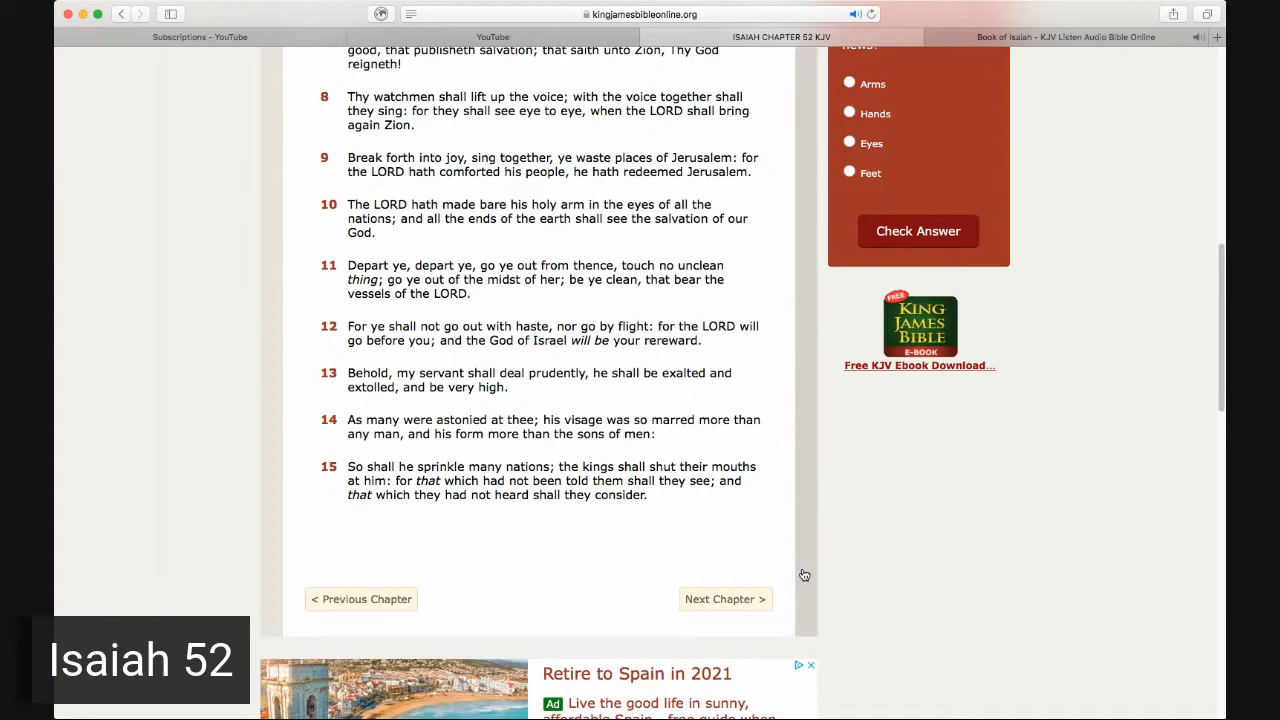 kingjamesbibleonline.org
Subscriptions - YouTube
YouTube
ISAIAH CHAPTER 52 KJV
Book of Isaiah - KJV Listen Audio Bible Online
good, that publisheth salvation; that saith unto Zion, Thy God
reigneth!
8 Thy watchmen shall lift up the voice; with the voice together shall
they sing: for they shall see eye to eye, when the LORD shall bring
again Zion.
9 Break forth into joy, sing together, ye waste places of Jerusalem: for
the LORD hath comforted his people, he hath redeemed Jerusalem.
10 The LORD hath made bare his holy arm in the eyes of all the
nations; and all the ends of the earth shall see the salvation of our
God.
11 Depart ye, depart ye, go ye out from thence, touch no unclean
thing; go ye out of the midst of her; be ye clean, that bear the
vessels of the LORD.
12 For ye shall not go out with haste, nor go by flight: for the LORD will
go before you; and the God of Israel will be your rereward.
13 Behold, my servant shall deal prudently, he shall be exalted and
extolled, and be very high.
14 As many were astonied at thee; his visage was so marred more than
any man, and his form more than the sons of men:
15 So shall he sprinkle many nations; the kings shall shut their mouths
at him: for that which had not been told them shall they see; and
that which they had not heard shall they consider.
< Previous Chapter
Next Chapter >
news?
Arms
Hands
Eyes
Feet
Check Answer
FREE
KING
JAMES
BIBLE
E-BOOK
Free KJV Ebook Download...
Retire to Spain in 2021
Ad Live the good life in sunny,
affordable Spain - free guide when
Isaiah 52